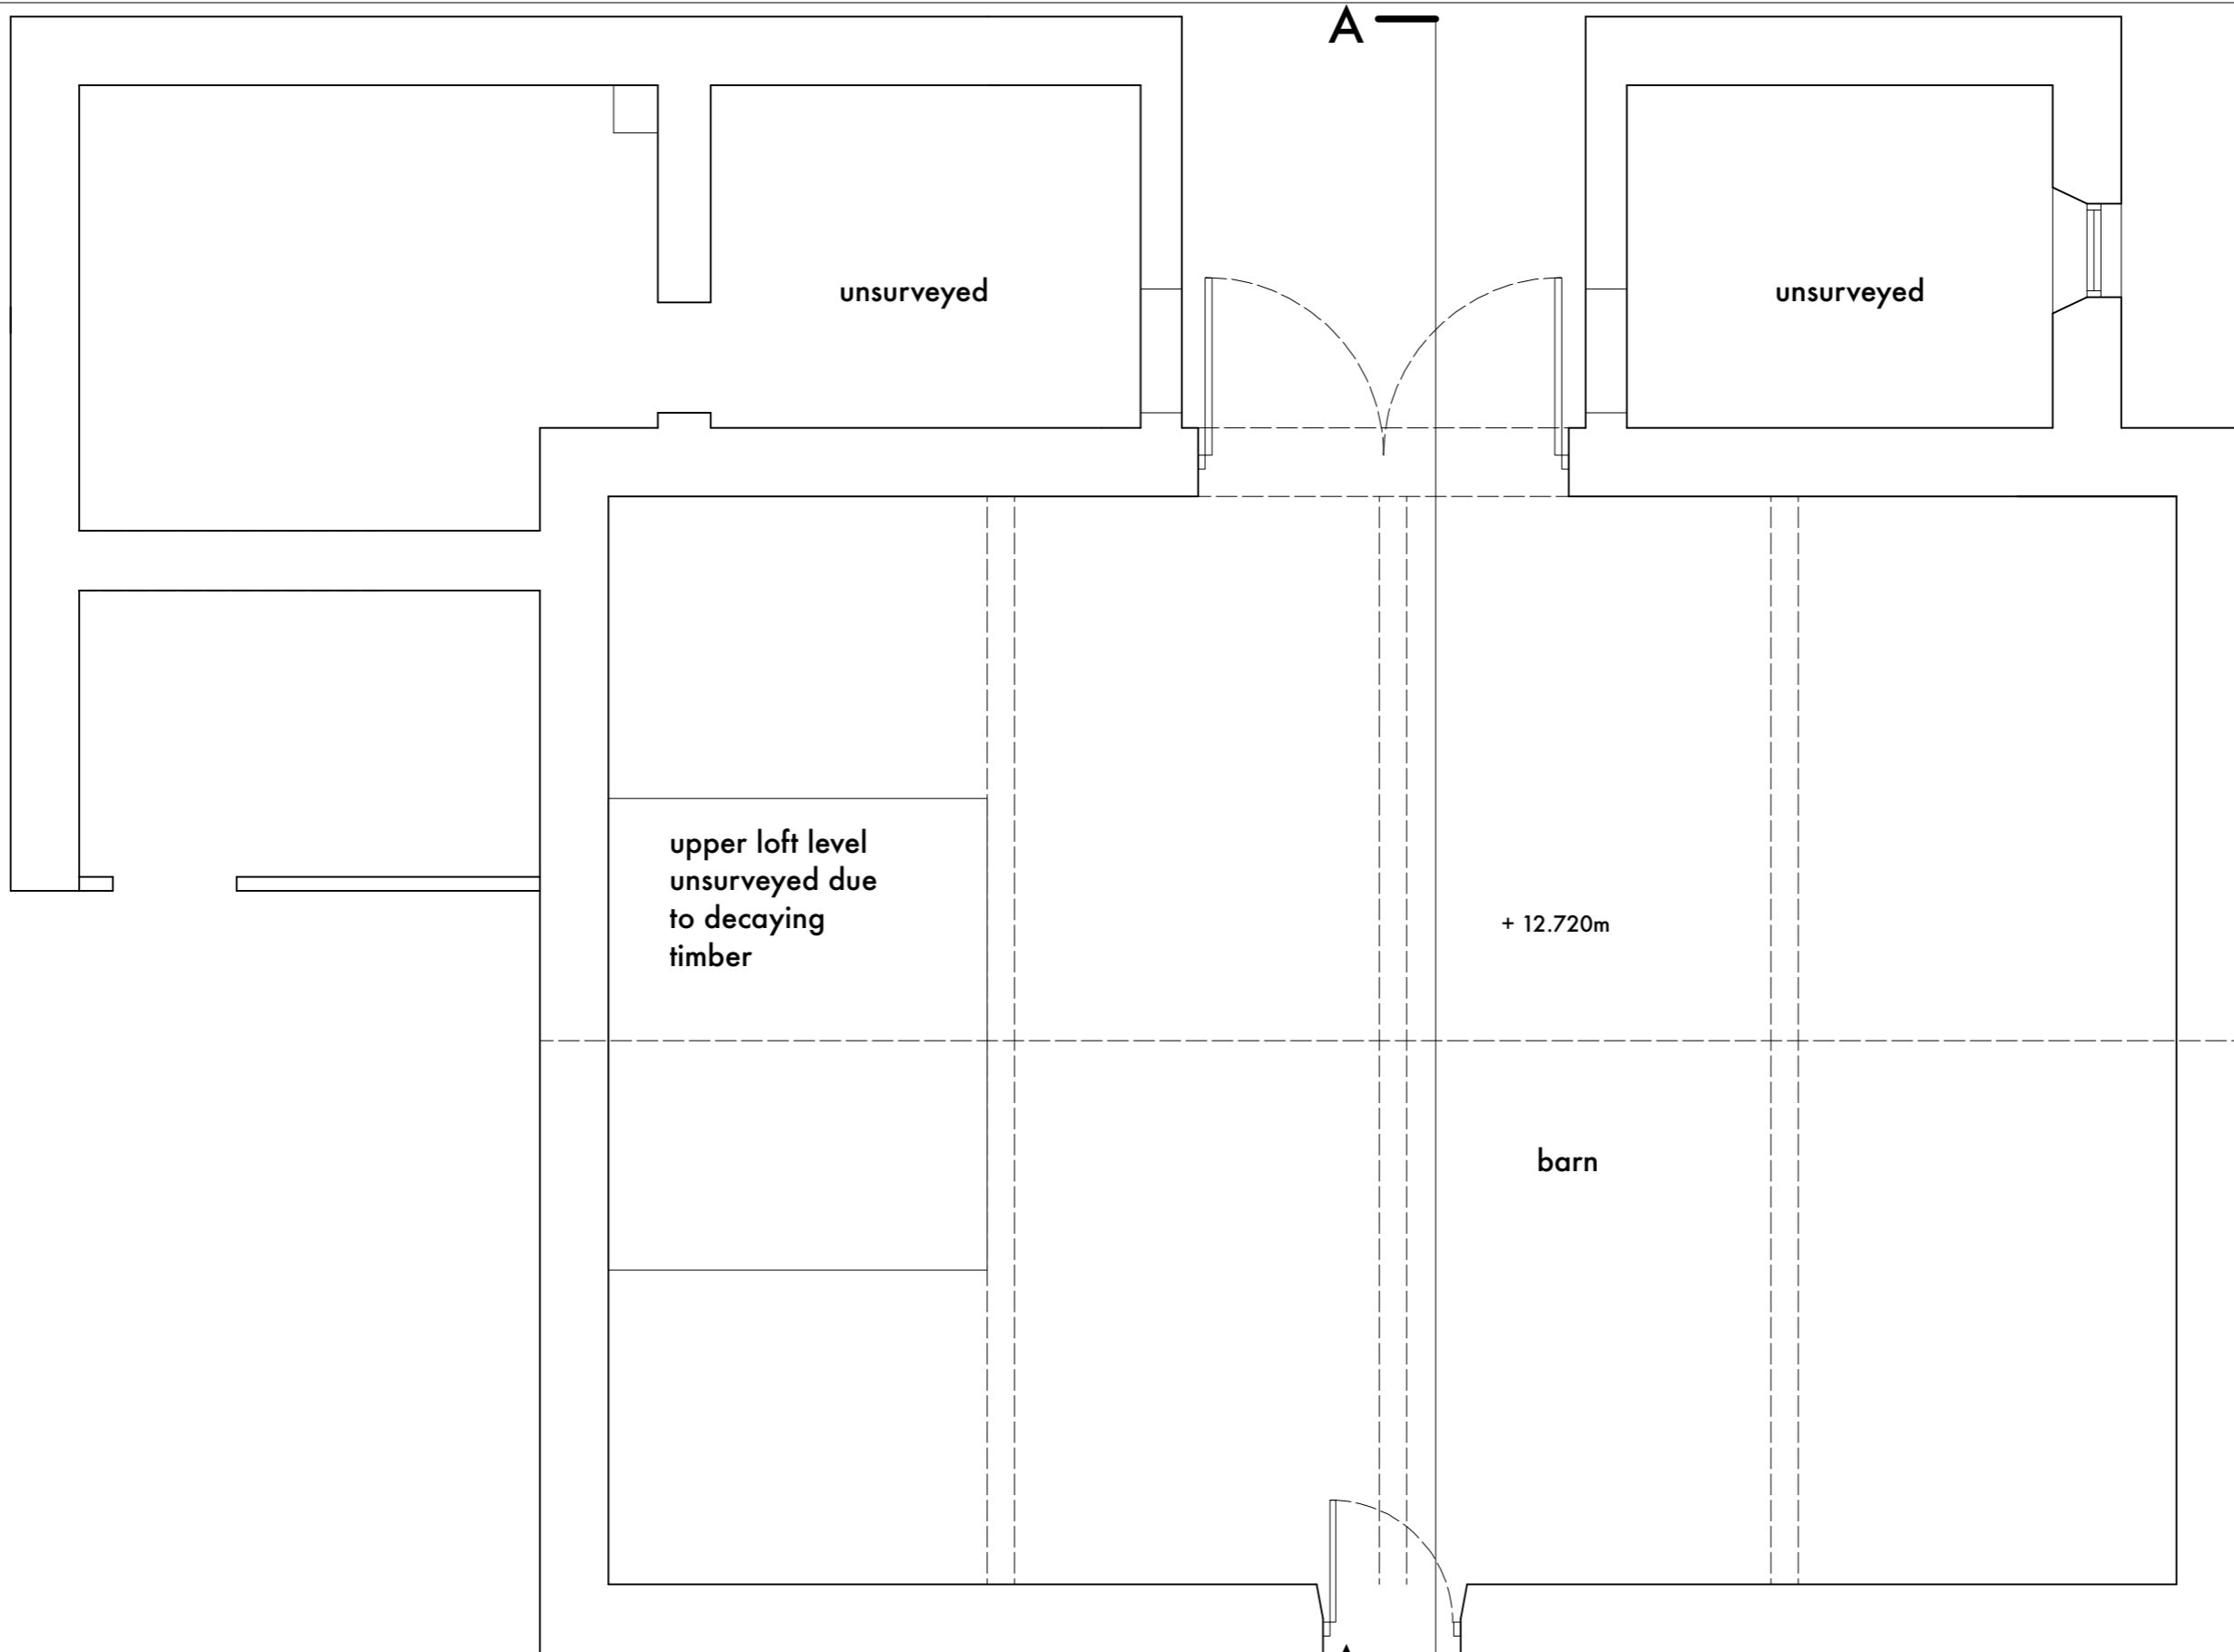 A
unsurveyed
unsurveyed
upper loft level
unsurveyed due
to decaying
timber
+ 12.720m
barn